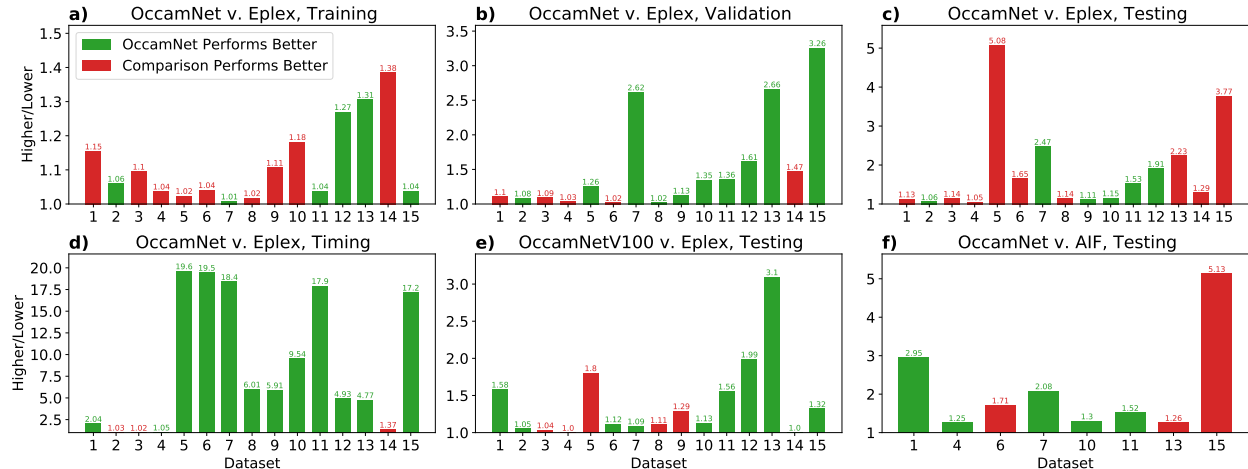 a) OccamNet v. Eplex, Training
Higher/Lower
1.5
1.4
1.3
1.2
1.1
1.0
OccamNet Performs Better
Comparison Performs Better
1.15 1.06 1.1 1.04 1.02 1.04 1.01 1.02 1.11 1.18 1.04 1.27 1.31 1.38 1.04
1 2 3 4 5 6 7 8 9 10 11 12 13 14 15
b) OccamNet v. Eplex, Validation
3.5
3.0
2.5
2.0
1.5
1.0
1.1 1.08 1.09 1.03 1.26 1.02 2.62 1.02 1.13 1.35 1.36 1.61 2.66 1.47 3.26
1 2 3 4 5 6 7 8 9 10 11 12 13 14 15
c) OccamNet v. Eplex, Testing
5
4
3
2
1
1.13 1.06 1.14 1.05 5.08 1.65 2.47 1.14 1.11 1.15 1.53 1.91 2.23 1.29 3.77
1 2 3 4 5 6 7 8 9 10 11 12 13 14 15
d) OccamNet v. Eplex, Timing
Higher/Lower
20.0
17.5
15.0
12.5
10.0
7.5
5.0
2.5
2.04 1.03 1.02 1.05 19.6 19.5 18.4 6.01 5.91 9.54 17.9 4.93 4.77 1.37 17.2
1 2 3 4 5 6 7 8 9 10 11 12 13 14 15
Dataset
e) OccamNetV100 v. Eplex, Testing
3.0
2.5
2.0
1.5
1.0
1.58 1.05 1.04 1.0 1.8 1.12 1.09 1.11 1.29 1.13 1.56 1.99 3.1 1.0 1.32
1 2 3 4 5 6 7 8 9 10 11 12 13 14 15
Dataset
f) OccamNet v. AIF, Testing
5
4
3
2
1
2.95 1.25 1.71 2.08 1.3 1.52 1.26 5.13
1 4 6 7 10 11 13 15
Dataset